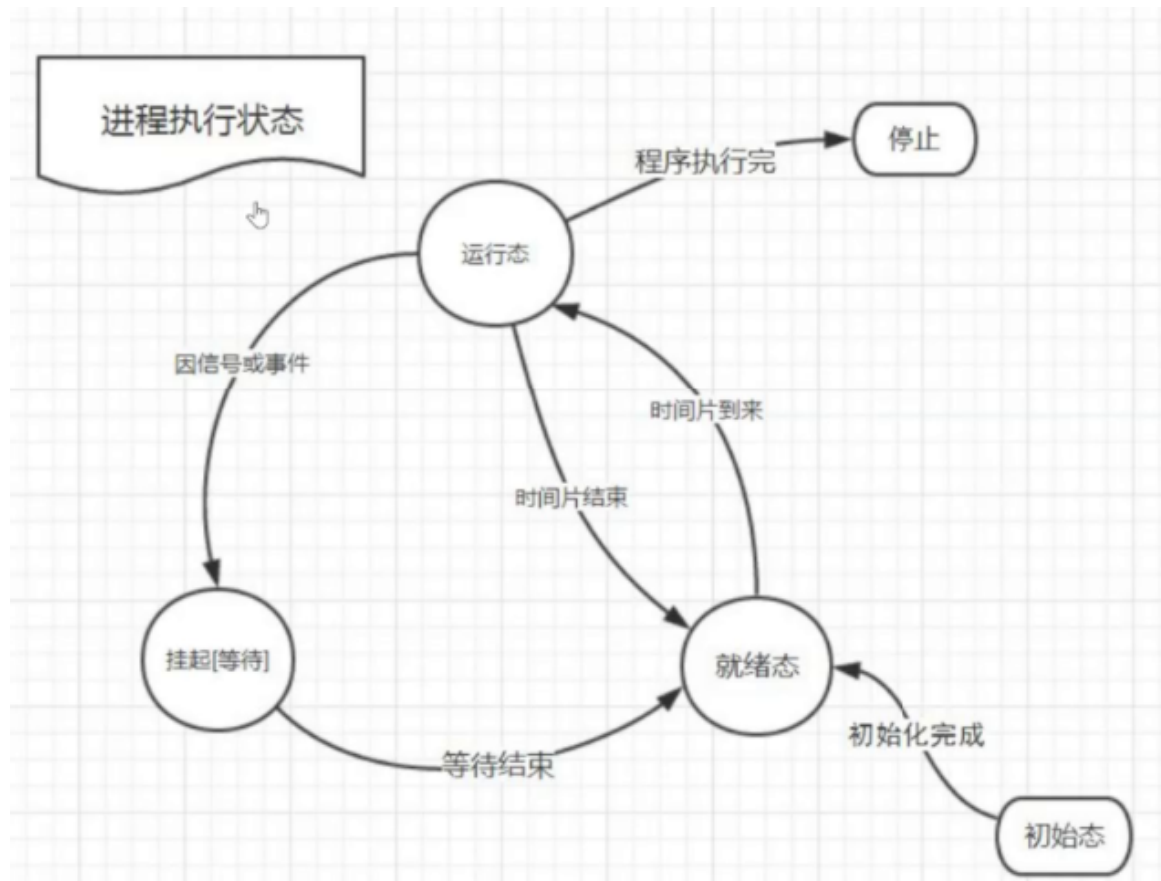 进程执行状态
停止
程序执行完
运行态
因信号或事件
时间片到来
时间片结束
挂起[等待]
就绪态
初始化完成
等待结束
初始态